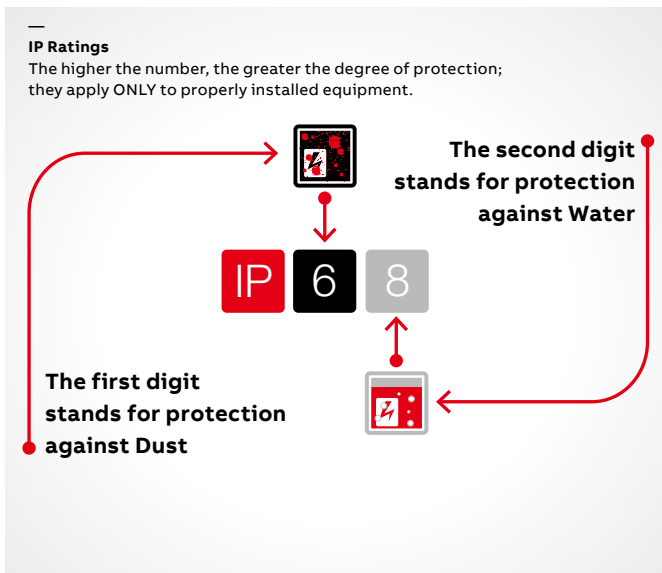 IP Ratings
The higher the number, the greater the degree of protection;
they apply ONLY to properly installed equipment.
The second digit
stands for protection
against Water
IP 6 8
The first digit
stands for protection
against Dust